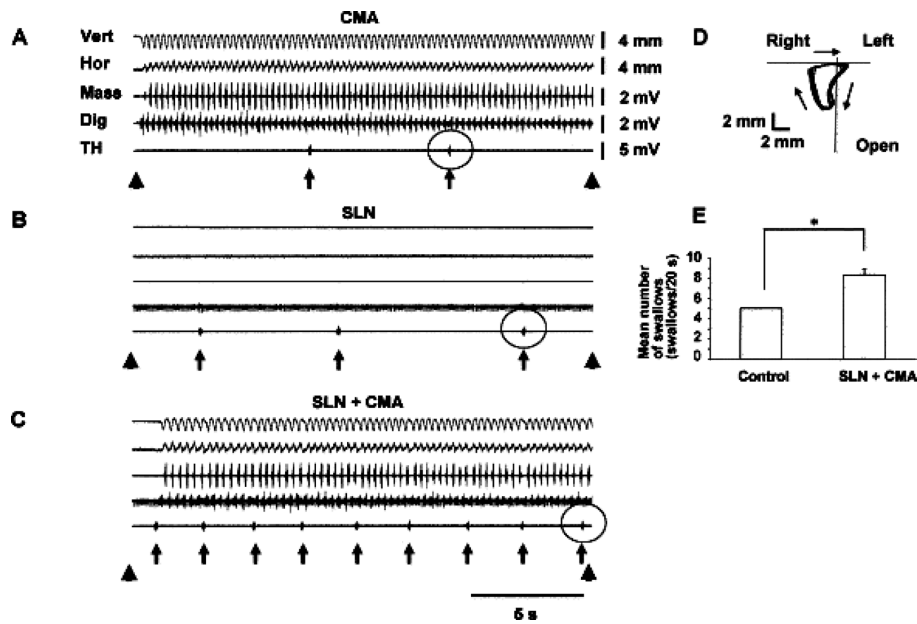 A
CMA
Vert
4 mm
Hor
4 mm
Mass
2 mV
Dig
2 mV
TH
5 mV
B
SLN
C
SLN + CMA
5 s
D
Right
Left
2 mm
2 mm
Open
E
*
Mean number
of swallows
(swallows/20 s)
10
8
6
4
2
0
Control
SLN + CMA